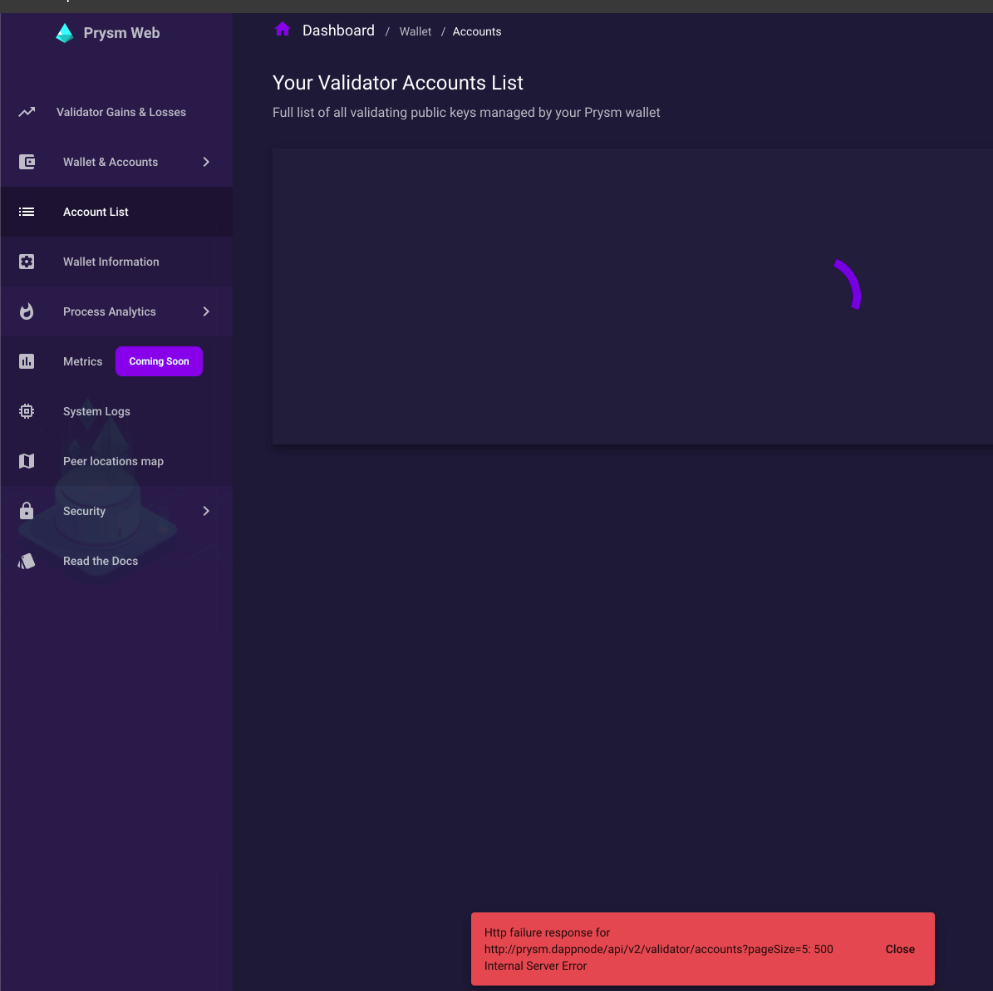 Prysm Web
Dashboard / Wallet / Accounts
Your Validator Accounts List
Full list of all validating public keys managed by your Prysm wallet
Validator Gains & Losses
Wallet & Accounts
Account List
Wallet Information
Process Analytics
Metrics Coming Soon
System Logs
Peer locations map
Security
Read the Docs
Http failure response for
http://prysm.dappnode/api/v2/validator/accounts?pageSize=5: 500
Internal Server Error
Close